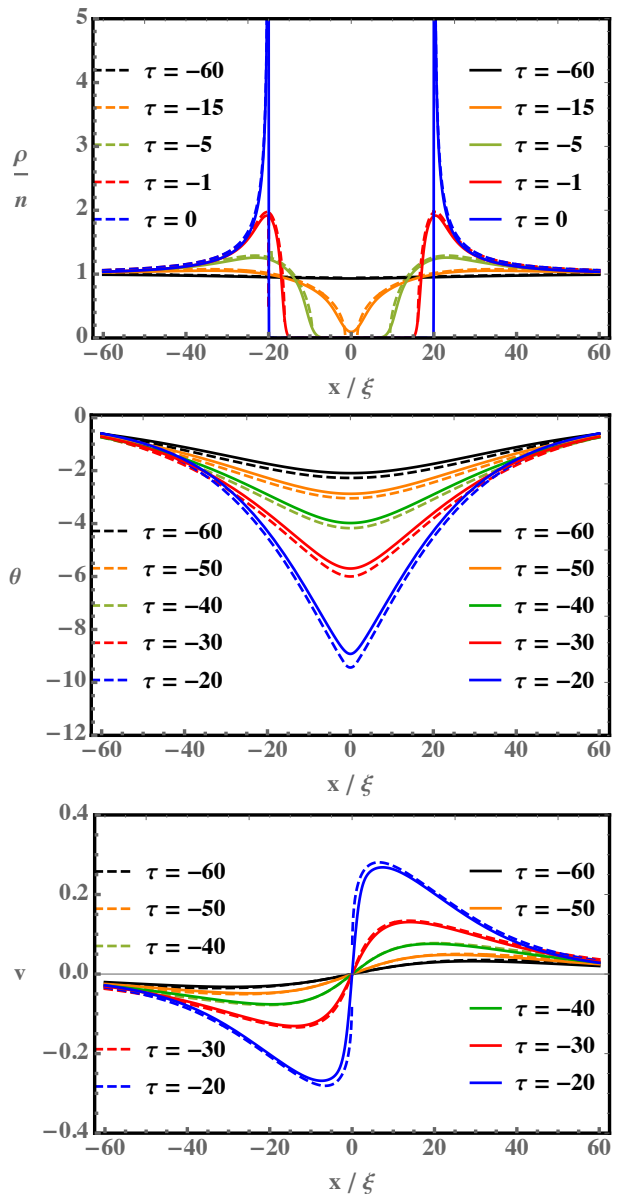 5
4
3
2
1
0
ρ
n
τ = −60 τ = −60
τ = −15 τ = −15
τ = −5 τ = −5
τ = −1 τ = −1
τ = 0 τ = 0
−60 −40 −20 0 20 40 60
x / ξ
0
−2
−4
−6
−8
−10
−12
θ
τ = −60 τ = −60
τ = −50 τ = −50
τ = −40 τ = −40
τ = −30 τ = −30
τ = −20 τ = −20
−60 −40 −20 0 20 40 60
x / ξ
0.4
0.2
0.0
−0.2
−0.4
v
τ = −60 τ = −60
τ = −50 τ = −50
τ = −40
τ = −40
τ = −30 τ = −30
τ = −20 τ = −20
−60 −40 −20 0 20 40 60
x / ξ